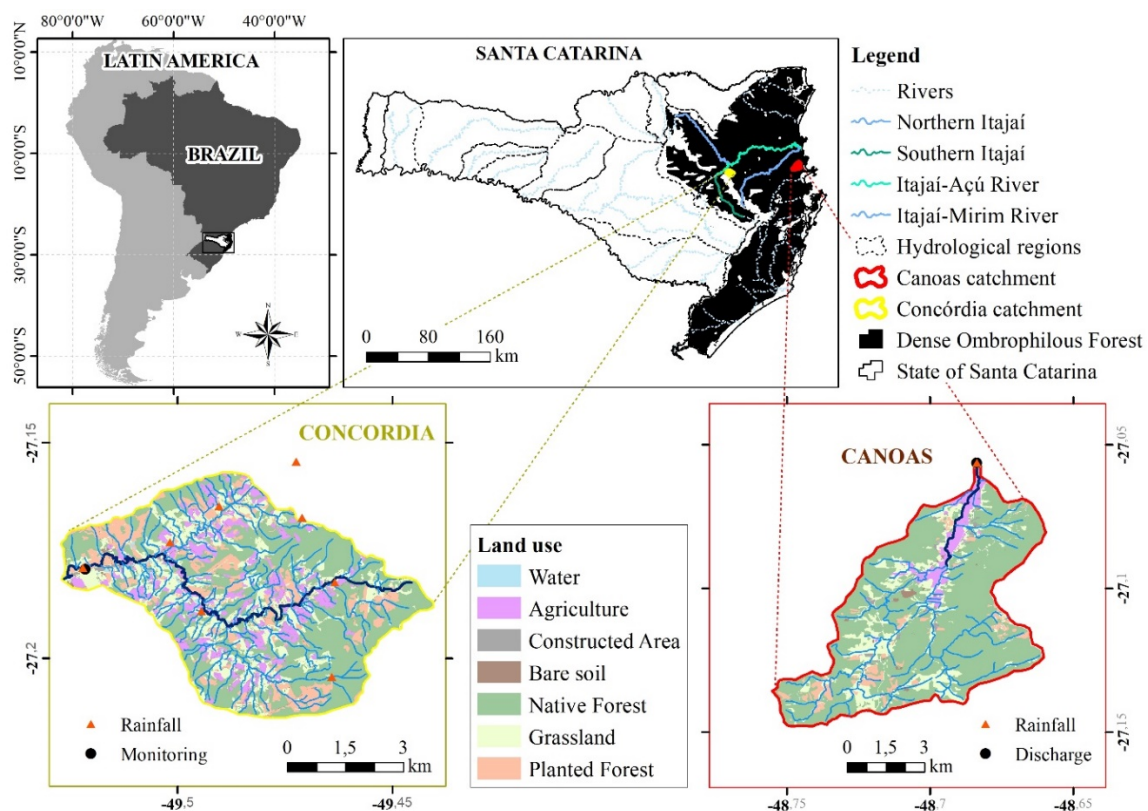 80°0'0"W 60°0'0"W 40°0'0"W
10°0'0"N
10°0'0"S
30°0'0"S
50°0'0"S
LATIN AMERICA
BRAZIL
N
W E
S
SANTA CATARINA
0 80 160
km
Legend
Rivers
Northern Itajaí
Southern Itajaí
Itajaí-Açú River
Itajaí-Mirim River
Hydrological regions
Canoas catchment
Concórdia catchment
Dense Ombrophilous Forest
State of Santa Catarina
CONCORDIA
-27,15
-27,2
Rainfall
Monitoring
0 1,5 3
km
-49,5 -49,45
Land use
Water
Agriculture
Constructed Area
Bare soil
Native Forest
Grassland
Planted Forest
CANOAS
-27,05
-27,1
-27,15
Rainfall
Discharge
0 1,5 3
km
-48,75 -48,7 -48,65